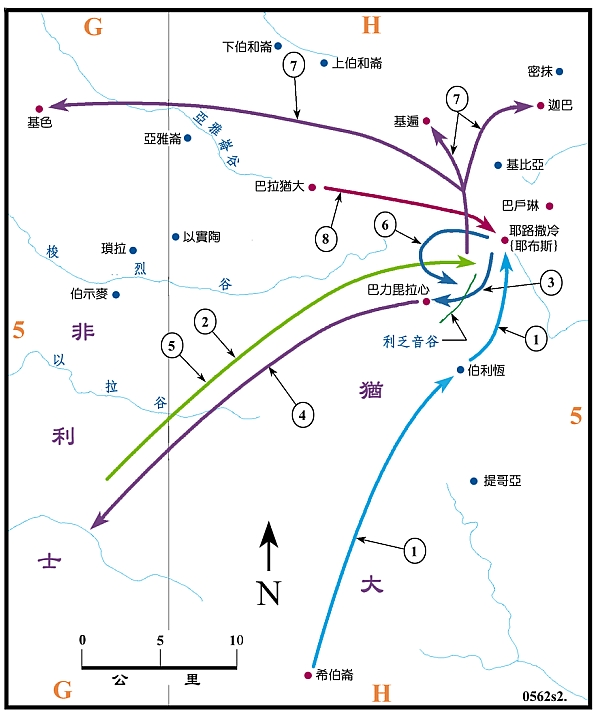 G
H
下伯和崙
上伯和崙
密抹
7
7
基色
基遍
迦巴
亞雅崙
亞雅崙谷
基比亞
巴拉猶大
巴戶琳
8
6
耶路撒冷
(耶布斯)
瑣拉
以實陶
梭烈谷
3
伯示麥
巴力毘拉心
5
非
2
利乏音谷
1
5
以拉谷
伯利恆
猶
4
5
利
提哥亞
士
1
N
大
0
5
10
公里
希伯崙
G
H
0562s2.